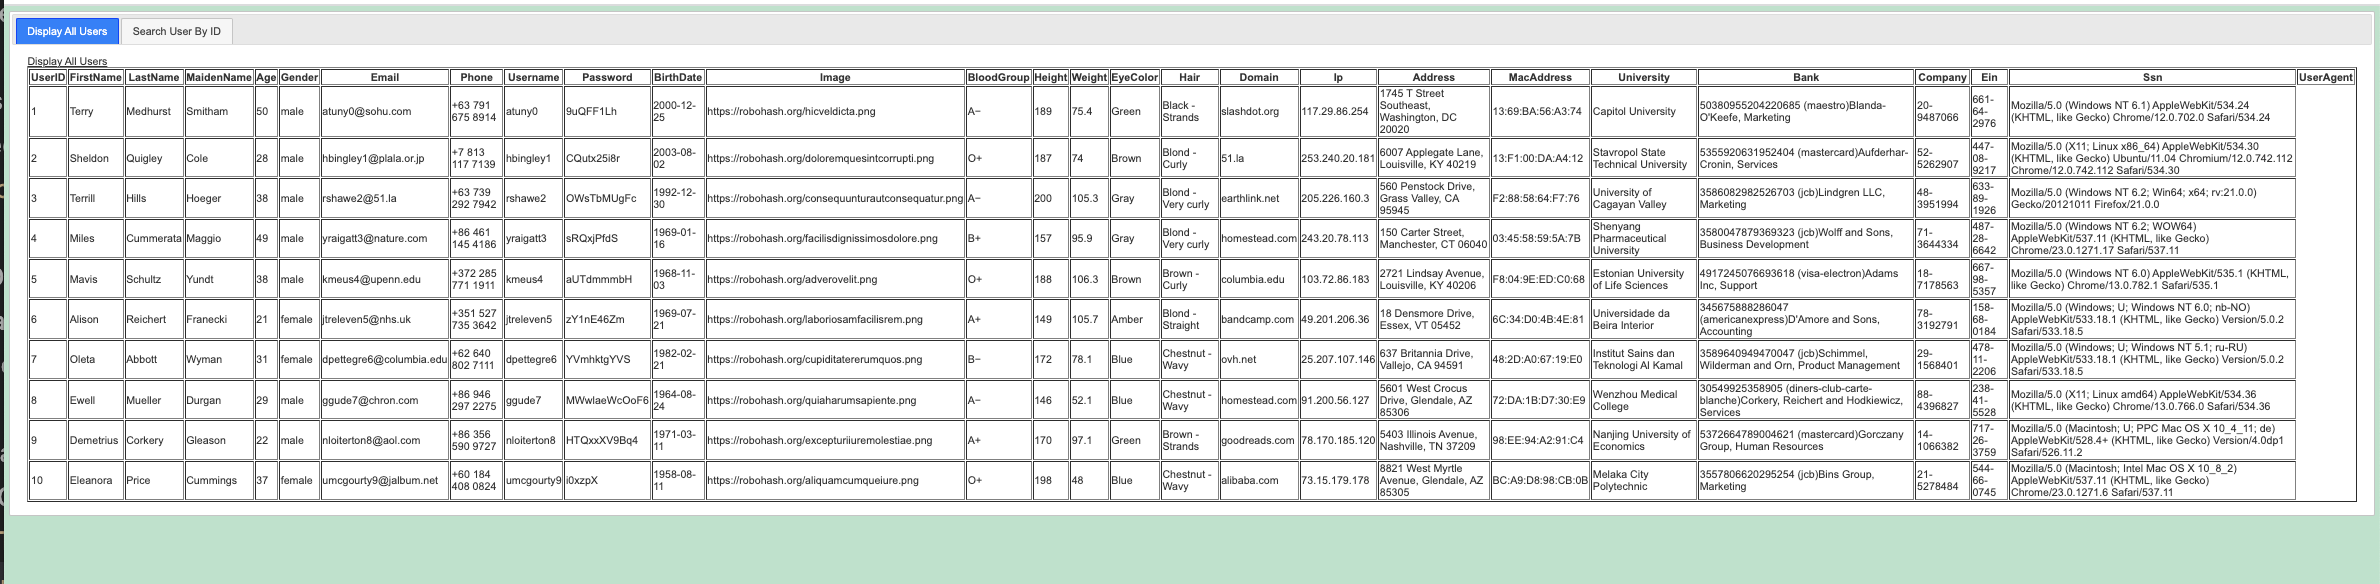 Display All Users Search User By ID
Display All Users
UserID FirstName LastName MaidenName Age Gender Email Phone Username Password BirthDate Image BloodGroup Height Weight EyeColor Hair Domain Ip Address MacAddress University Bank Company Ein Ssn UserAgent
1 Terry Medhurst Smitham 50 male atuny0@sohu.com +63 791 675 8914 atuny0 9uQFF1Lh 2000-12-25 https://robohash.org/hicveldicta.png A− 189 75.4 Green Black - Strands slashdot.org 117.29.86.254 1745 T Street Southeast, Washington, DC 20020 13:69:BA:56:A3:74 Capitol University 50380955204220685 (maestro)Blanda-O'Keefe, Marketing 20-9487066 661-64-2976 Mozilla/5.0 (Windows NT 6.1) AppleWebKit/534.24 (KHTML, like Gecko) Chrome/12.0.702.0 Safari/534.24
2 Sheldon Quigley Cole 28 male hbingley1@plala.or.jp +7 813 117 7139 hbingley1 CQutx25i8r 2003-08-02 https://robohash.org/doloremquesintcorrupti.png O+ 187 74 Brown Blond - Curly 51.la 253.240.20.181 6007 Applegate Lane, Louisville, KY 40219 13:F1:00:DA:A4:12 Stavropol State Technical University 5355920631952404 (mastercard)Aufderhar-Cronin, Services 52-5262907 447-08-9217 Mozilla/5.0 (X11; Linux x86_64) AppleWebKit/534.30 (KHTML, like Gecko) Ubuntu/11.04 Chromium/12.0.742.112 Chrome/12.0.742.112 Safari/534.30
3 Terrill Hills Hoeger 38 male rshawe2@51.la +63 739 292 7942 rshawe2 OWsTbMUgFc 1992-12-30 https://robohash.org/consequunturautconsequatur.png A− 200 105.3 Gray Blond - Very curly earthlink.net 205.226.160.3 560 Penstock Drive, Grass Valley, CA 95945 F2:88:58:64:F7:76 University of Cagayan Valley 3586082982526703 (jcb)Lindgren LLC, Marketing 48-3951994 633-89-1926 Mozilla/5.0 (Windows NT 6.2; Win64; x64; rv:21.0.0) Gecko/20121011 Firefox/21.0.0
4 Miles Cummerata Maggio 49 male yraigatt3@nature.com +86 461 145 4186 yraigatt3 sRQxjPfdS 1969-01-16 https://robohash.org/facilisdignissimosdolore.png B+ 157 95.9 Gray Blond - Very curly homestead.com 243.20.78.113 150 Carter Street, Manchester, CT 06040 03:45:58:59:5A:7B Shenyang Pharmaceutical University 3580047879369323 (jcb)Wolff and Sons, Business Development 71-3644334 487-28-6642 Mozilla/5.0 (Windows NT 6.2; WOW64) AppleWebKit/537.11 (KHTML, like Gecko) Chrome/23.0.1271.17 Safari/537.11
5 Mavis Schultz Yundt 38 male kmeus4@upenn.edu +372 285 771 1911 kmeus4 aUTdmmmbH 1968-11-03 https://robohash.org/adverovelit.png O+ 188 106.3 Brown Brown - Curly columbia.edu 103.72.86.183 2721 Lindsay Avenue, Louisville, KY 40206 F8:04:9E:ED:C0:68 Estonian University of Life Sciences 4917245076693618 (visa-electron)Adams Inc, Support 18-7178563 667-98-5357 Mozilla/5.0 (Windows NT 6.0) AppleWebKit/535.1 (KHTML, like Gecko) Chrome/13.0.782.1 Safari/535.1
6 Alison Reichert Franecki 21 female jtreleven5@nhs.uk +351 527 735 3642 jtreleven5 zY1nE46Zm 1969-07-21 https://robohash.org/laboriosamfacilisrem.png A+ 149 105.7 Amber Blond - Straight bandcamp.com 49.201.206.36 18 Densmore Drive, Essex, VT 05452 6C:34:D0:4B:4E:81 Universidade da Beira Interior 345675888286047 (americanexpress)D'Amore and Sons, Accounting 78-3192791 158-68-0184 Mozilla/5.0 (Windows; U; Windows NT 6.0; nb-NO) AppleWebKit/533.18.1 (KHTML, like Gecko) Version/5.0.2 Safari/533.18.5
7 Oleta Abbott Wyman 31 female dpettegre6@columbia.edu +62 640 802 7111 dpettegre6 YVmhktgYVS 1982-02-21 https://robohash.org/cupiditatererumquos.png B− 172 78.1 Blue Chestnut - Wavy ovh.net 25.207.107.146 637 Britannia Drive, Vallejo, CA 94591 48:2D:A0:67:19:E0 Institut Sains dan Teknologi Al Kamal 3589640949470047 (jcb)Schimmel, Wilderman and Orn, Product Management 29-1568401 478-11-2206 Mozilla/5.0 (Windows; U; Windows NT 5.1; ru-RU) AppleWebKit/533.18.1 (KHTML, like Gecko) Version/5.0.2 Safari/533.18.5
8 Ewell Mueller Durgan 29 male ggude7@chron.com +86 946 297 2275 ggude7 MWwlaeWcOoF6 1964-08-24 https://robohash.org/quiaharumsapiente.png A− 146 52.1 Blue Chestnut - Wavy homestead.com 91.200.56.127 5601 West Crocus Drive, Glendale, AZ 85306 72:DA:1B:D7:30:E9 Wenzhou Medical College 30549925358905 (diners-club-carte-blanche)Corkery, Reichert and Hodkiewicz, Services 88-4396827 238-41-5528 Mozilla/5.0 (X11; Linux amd64) AppleWebKit/534.36 (KHTML, like Gecko) Chrome/13.0.766.0 Safari/534.36
9 Demetrius Corkery Gleason 22 male nloiterton8@aol.com +86 356 590 9727 nloiterton8 HTQxxXV9Bq4 1971-03-11 https://robohash.org/excepturiiuremolestiae.png A+ 170 97.1 Green Brown - Strands goodreads.com 78.170.185.120 5403 Illinois Avenue, Nashville, TN 37209 98:EE:94:A2:91:C4 Nanjing University of Economics 5372664789004621 (mastercard)Gorczany Group, Human Resources 14-1066382 717-26-3759 Mozilla/5.0 (Macintosh; U; PPC Mac OS X 10_4_11; de) AppleWebKit/528.4+ (KHTML, like Gecko) Version/4.0dp1 Safari/526.11.2
10 Eleanora Price Cummings 37 female umcgourty9@jalbum.net +60 184 408 0824 umcgourty9 i0xzpX 1958-08-11 https://robohash.org/aliquamcumqueiure.png O+ 198 48 Blue Chestnut - Wavy alibaba.com 73.15.179.178 8821 West Myrtle Avenue, Glendale, AZ 85305 BC:A9:D8:98:CB:0B Melaka City Polytechnic 3557806620295254 (jcb)Bins Group, Marketing 21-5278484 544-66-0745 Mozilla/5.0 (Macintosh; Intel Mac OS X 10_8_2) AppleWebKit/537.11 (KHTML, like Gecko) Chrome/23.0.1271.6 Safari/537.11